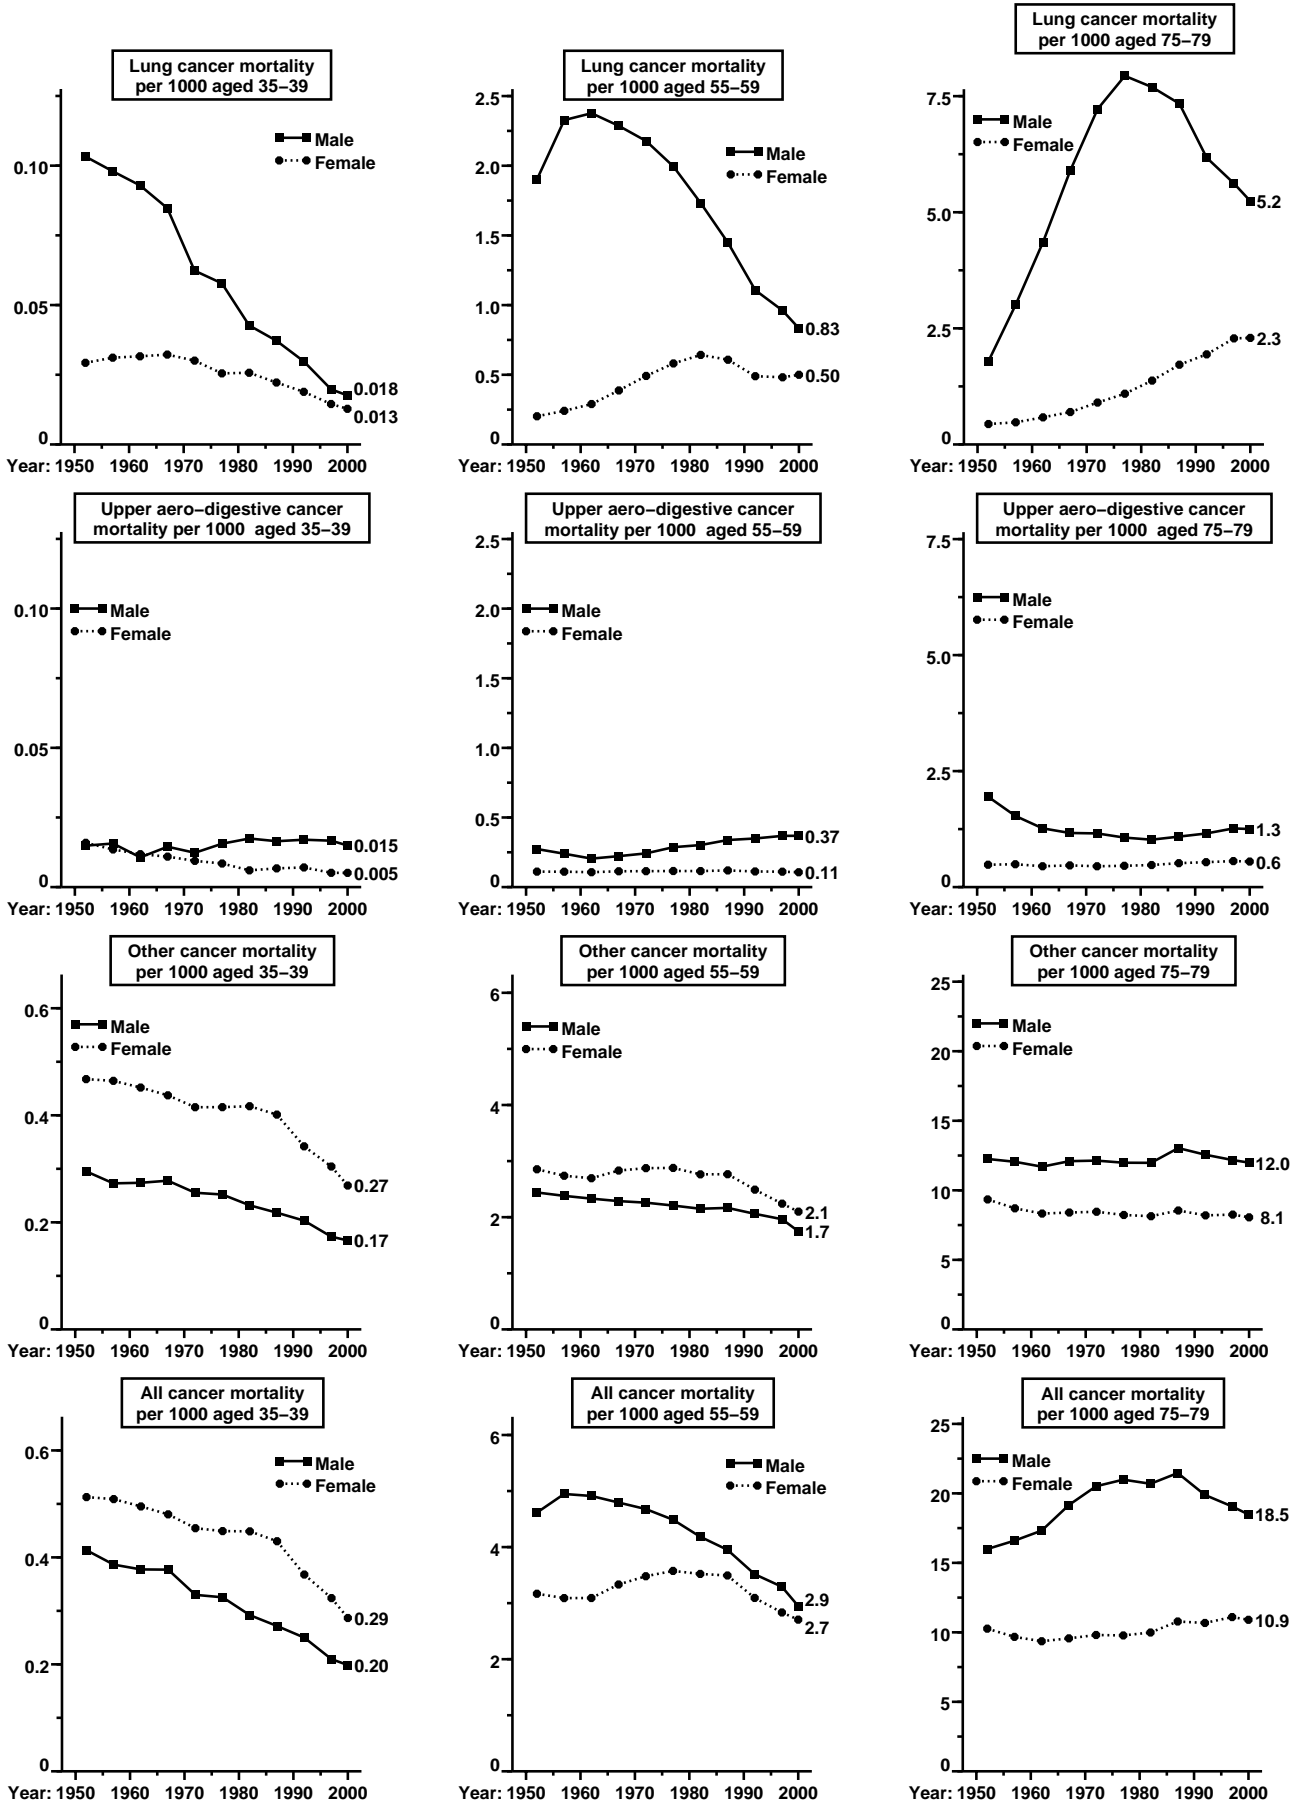 Lung cancer mortality
per 1000 aged 35–39
0.10
0.05
0
Male
Female
0.018
0.013
Year: 1950 1960 1970 1980 1990 2000
Lung cancer mortality
per 1000 aged 55–59
2.5
2.0
1.5
1.0
0.5
0
Male
Female
0.83
0.50
Year: 1950 1960 1970 1980 1990 2000
Lung cancer mortality
per 1000 aged 75–79
7.5
5.0
2.5
0
Male
Female
5.2
2.3
Year: 1950 1960 1970 1980 1990 2000
Upper aero–digestive cancer
mortality per 1000 aged 35–39
0.10
0.05
0
Male
Female
0.015
0.005
Year: 1950 1960 1970 1980 1990 2000
Upper aero–digestive cancer
mortality per 1000 aged 55–59
2.5
2.0
1.5
1.0
0.5
0
Male
Female
0.37
0.11
Year: 1950 1960 1970 1980 1990 2000
Upper aero–digestive cancer
mortality per 1000 aged 75–79
7.5
5.0
2.5
0
Male
Female
1.3
0.6
Year: 1950 1960 1970 1980 1990 2000
Other cancer mortality
per 1000 aged 35–39
0.6
0.4
0.2
0
Male
Female
0.27
0.17
Year: 1950 1960 1970 1980 1990 2000
Other cancer mortality
per 1000 aged 55–59
6
4
2
0
Male
Female
2.1
1.7
Year: 1950 1960 1970 1980 1990 2000
Other cancer mortality
per 1000 aged 75–79
25
20
15
10
5
0
Male
Female
12.0
8.1
Year: 1950 1960 1970 1980 1990 2000
All cancer mortality
per 1000 aged 35–39
0.6
0.4
0.2
0
Male
Female
0.29
0.20
Year: 1950 1960 1970 1980 1990 2000
All cancer mortality
per 1000 aged 55–59
6
4
2
0
Male
Female
2.9
2.7
Year: 1950 1960 1970 1980 1990 2000
All cancer mortality
per 1000 aged 75–79
25
20
15
10
5
0
Male
Female
18.5
10.9
Year: 1950 1960 1970 1980 1990 2000